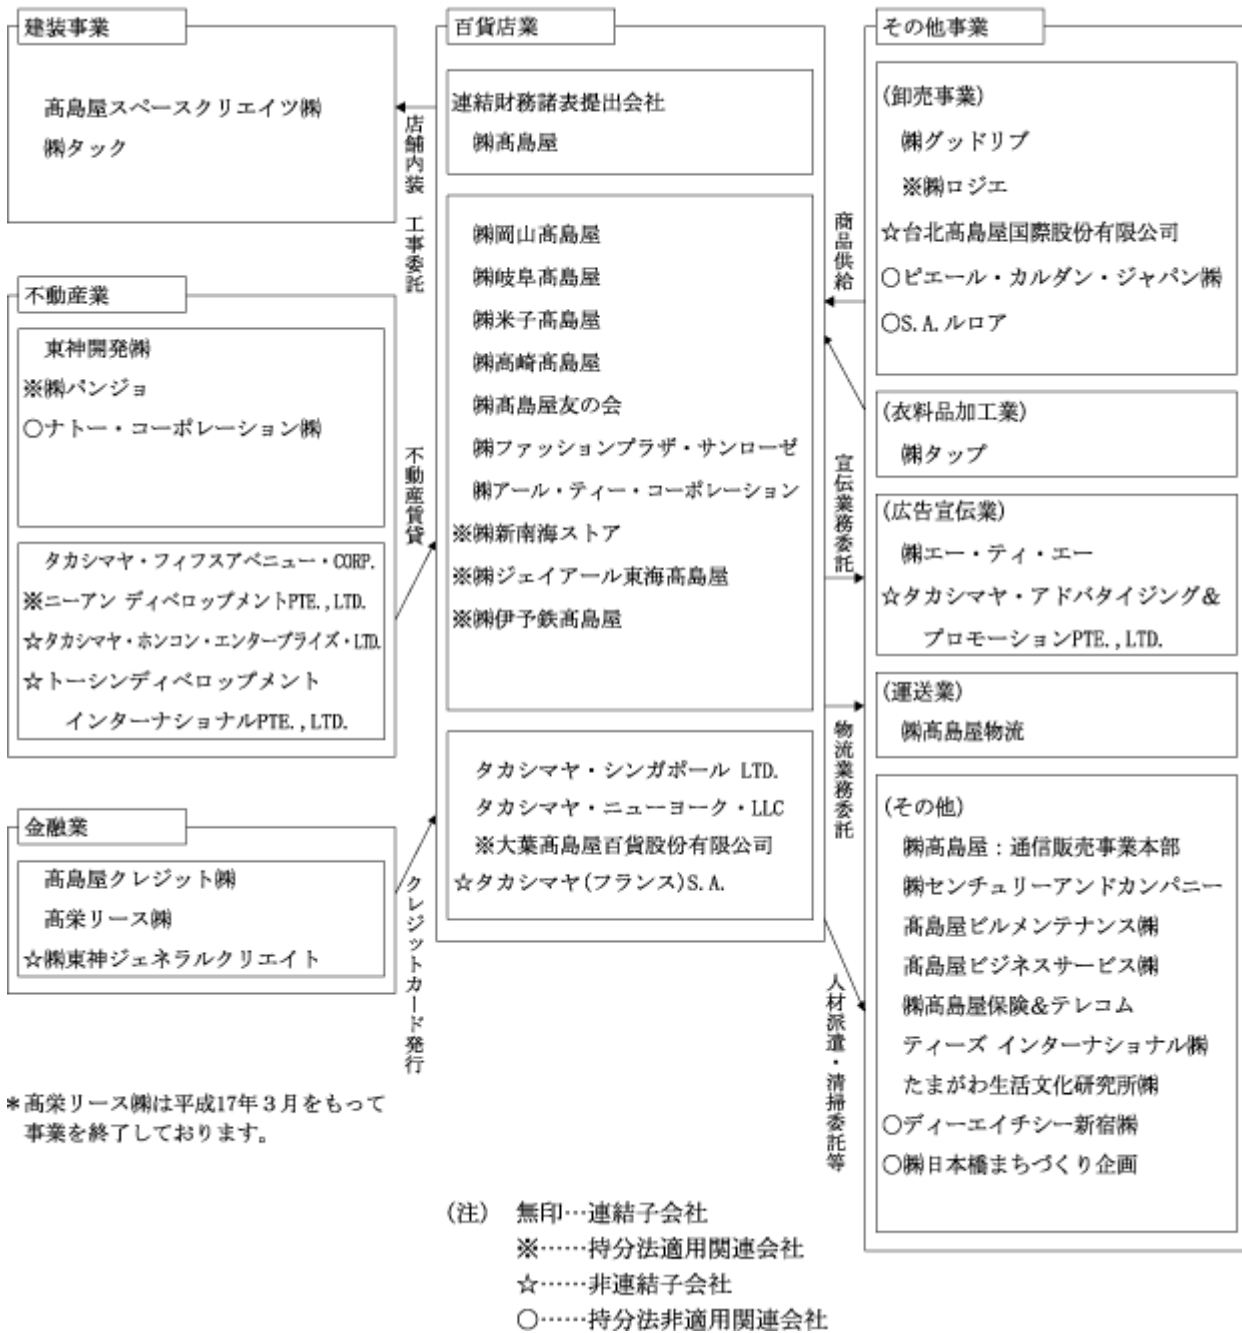 建装事業
髙島屋スペースクリエイツ㈱
㈱タック
不動産業
東神開発㈱
※㈱パンジョ
○ナトー・コーポレーション㈱
タカシマヤ・フィフスアベニュー・CORP.
※ニーアン ディベロップメントPTE.,LTD.
☆タカシマヤ・ホンコン・エンタープライズ・LTD.
☆トーシンディベロップメント
インターナショナルPTE.,LTD.
金融業
髙島屋クレジット㈱
髙栄リース㈱
☆㈱東神ジェネラルクリエイト
*髙栄リース㈱は平成17年3月をもって
事業を終了しております。
店舗内装 工事委託
不動産賃貸
クレジットカード発行
百貨店業
連結財務諸表提出会社
㈱髙島屋
㈱岡山髙島屋
㈱岐阜髙島屋
㈱米子髙島屋
㈱高崎髙島屋
㈱髙島屋友の会
㈱ファッションプラザ・サンローゼ
㈱アール・ティー・コーポレーション
※㈱新南海ストア
※㈱ジェイアール東海髙島屋
※㈱伊予鉄髙島屋
タカシマヤ・シンガポール LTD.
タカシマヤ・ニューヨーク・LLC
※大葉髙島屋百貨股份有限公司
☆タカシマヤ(フランス)S.A.
商品供給
宣伝業務委託
物流業務委託
人材派遣・清掃委託等
その他事業
(卸売事業)
㈱グッドリブ
※㈱ロジエ
☆台北髙島屋国際股份有限公司
○ピエール・カルダン・ジャパン㈱
○S.A.ルロア
(衣料品加工業)
㈱タップ
(広告宣伝業)
㈱エー・ティ・エー
☆タカシマヤ・アドバタイジング&
プロモーションPTE.,LTD.
(運送業)
㈱髙島屋物流
(その他)
㈱髙島屋：通信販売事業本部
㈱センチュリーアンドカンパニー
髙島屋ビルメンテナンス㈱
髙島屋ビジネスサービス㈱
㈱髙島屋保険&テレコム
ティーズ インターナショナル㈱
たまがわ生活文化研究所㈱
○ディーエイチシー新宿㈱
○㈱日本橋まちづくり企画
(注) 無印…連結子会社
※……持分法適用関連会社
☆……非連結子会社
○……持分法非適用関連会社